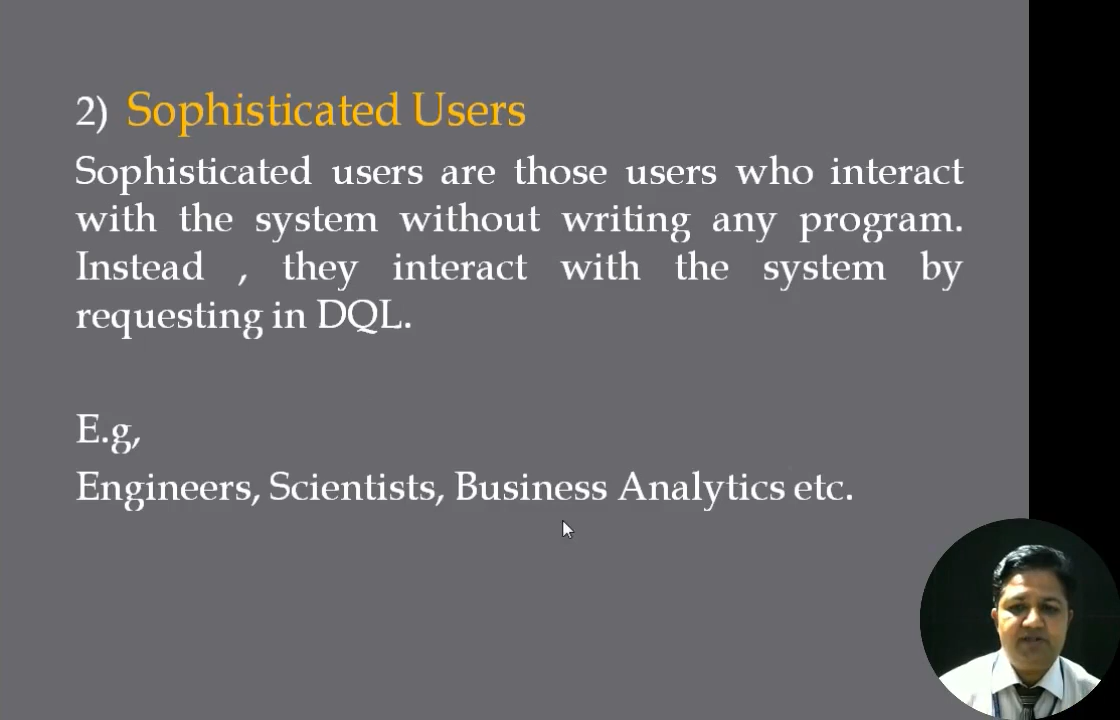 2) Sophisticated Users
Sophisticated users are those users who interact
with the system without writing any program.
Instead , they interact with the system by
requesting in DQL.
E.g,
Engineers, Scientists, Business Analytics etc.